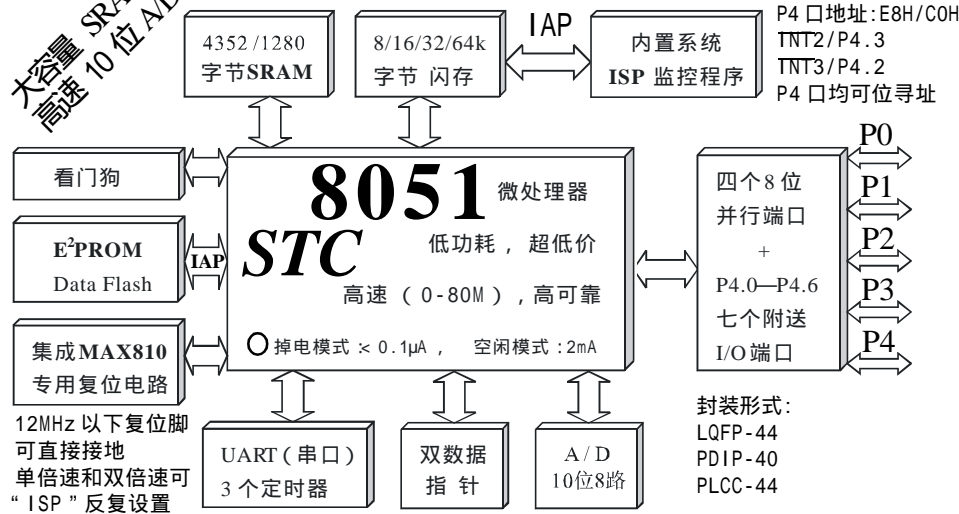 大容量 SRAM
高速 10 位 A/D
4352 /1280
字节SRAM
8/16/32/64k
字节 闪存
IAP
内置系统
ISP 监控程序
P4 口地址:E8H/C0H
INT2/P4.3
INT3/P4.2
P4 口均可位寻址
看门狗
E²PROM
Data Flash
IAP
集成MAX810
专用复位电路
12MHz 以下复位脚
可直接接地
单倍速和双倍速可
“ ISP ” 反复设置
8051 微处理器
STC 低功耗 , 超低价
高速 ( 0-80M ) , 高可靠
掉电模式 :< 0.1μA , 空闲模式 :2mA
四个8 位
并行端口
+
P4.0—P4.6
七个附送
I/O 端口
P0
P1
P2
P3
P4
UART ( 串口 )
3 个定时器
双数据
指 针
A / D
10位8路
封装形式:
LQFP-44
PDIP-40
PLCC-44